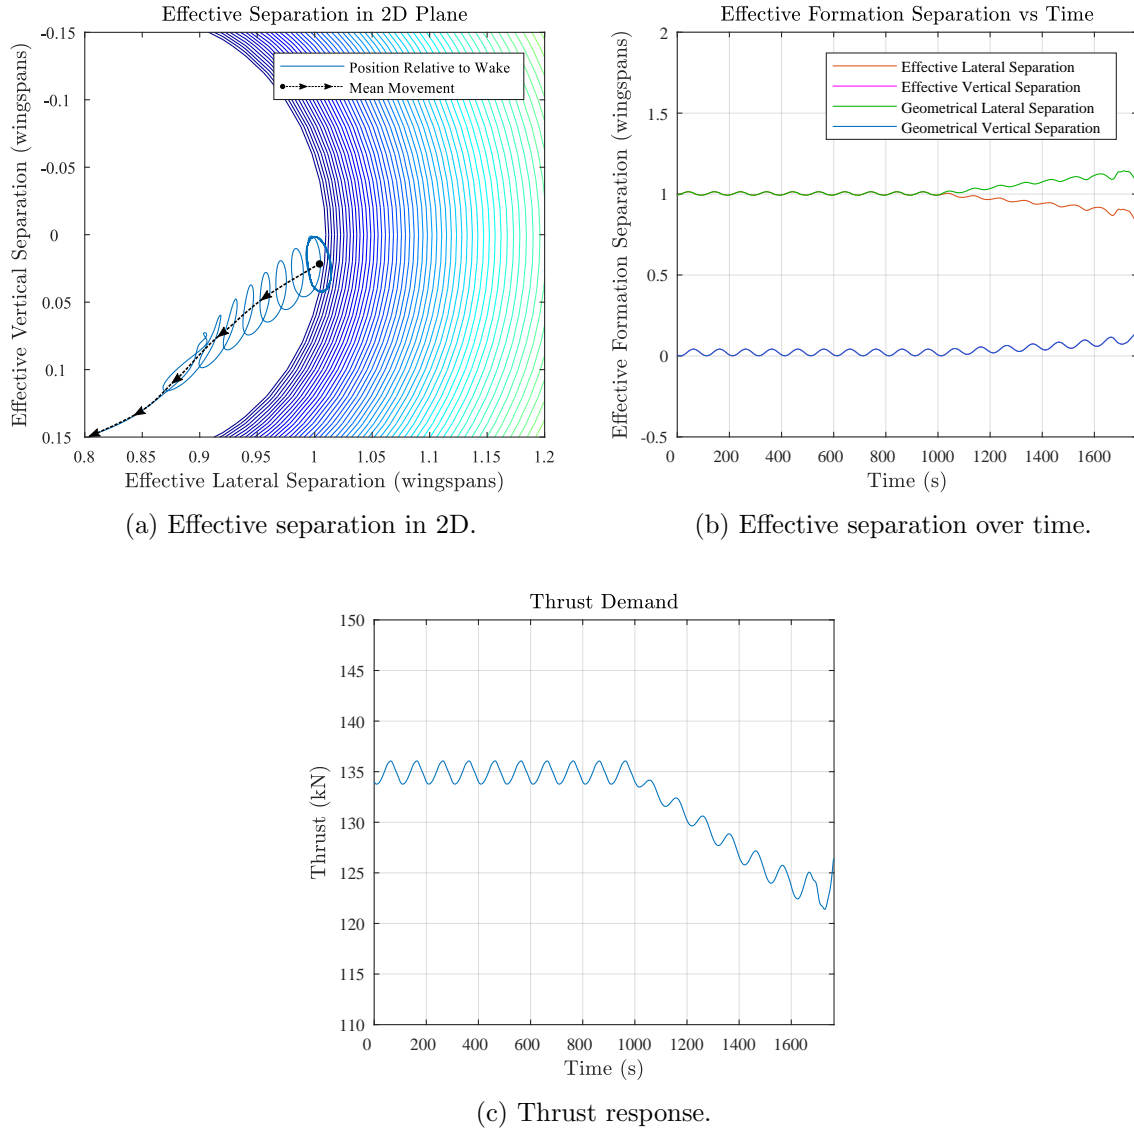 Effective Separation in 2D Plane
-0.15
-0.1
-0.05
0
0.05
0.1
0.15
Effective Vertical Separation (wingspans)
Position Relative to Wake
Mean Movement
0.8
0.85
0.9
0.95
1
1.05
1.1
1.15
1.2
Effective Lateral Separation (wingspans)
(a) Effective separation in 2D.
Effective Formation Separation vs Time
2
1.5
1
0.5
0
-0.5
Effective Formation Separation (wingspans)
Effective Lateral Separation
Effective Vertical Separation
Geometrical Lateral Separation
Geometrical Vertical Separation
0
200
400
600
800
1000
1200
1400
1600
Time (s)
(b) Effective separation over time.
Thrust Demand
150
145
140
135
130
125
120
115
110
Thrust (kN)
0
200
400
600
800
1000
1200
1400
1600
Time (s)
(c) Thrust response.